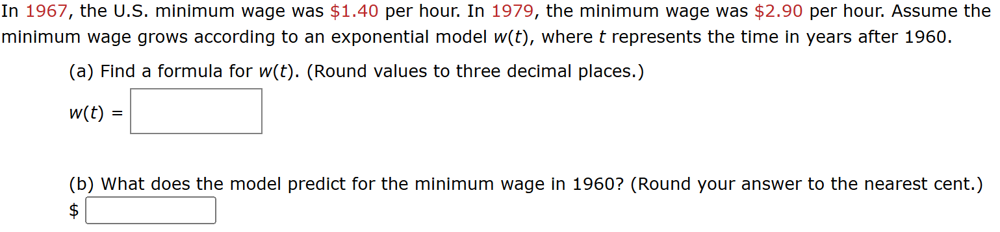 In 1967, the U.S. minimum wage was $1.40 per hour. In 1979, the minimum wage was $2.90 per hour. Assume the
minimum wage grows according to an exponential model w(t), where t represents the time in years after 1960.
(a) Find a formula for w(t). (Round values to three decimal places.)
w(t) =
(b) What does the model predict for the minimum wage in 1960? (Round your answer to the nearest cent.)
$